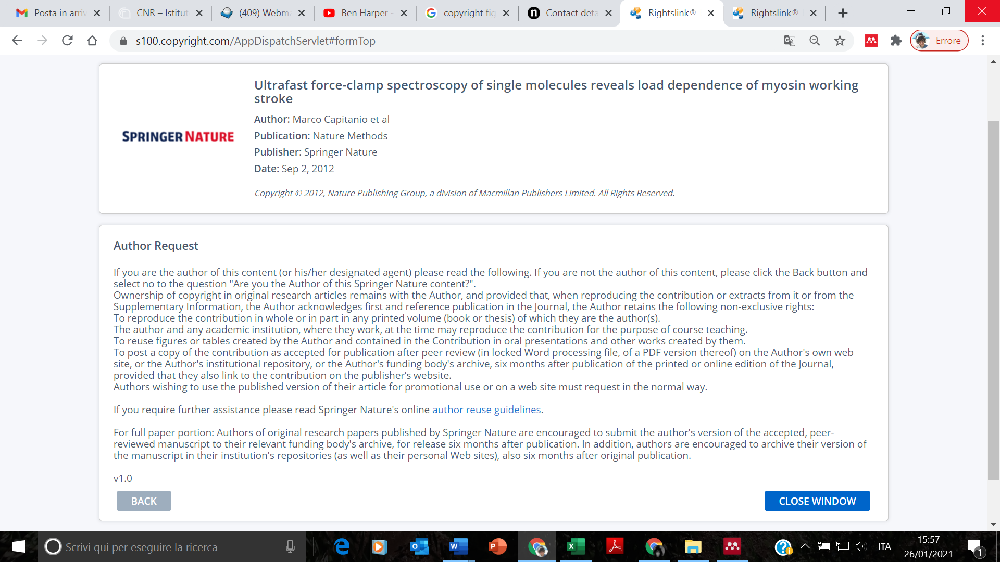 Posta in arriv
CNR – Istitut
(409) Webma
Ben Harper -
copyright fig
Contact deta
Rightslink®
Rightslink®
s100.copyright.com/AppDispatchServlet#formTop
Errore
SPRINGER NATURE
Ultrafast force-clamp spectroscopy of single molecules reveals load dependence of myosin working
stroke
Author: Marco Capitanio et al
Publication: Nature Methods
Publisher: Springer Nature
Date: Sep 2, 2012
Copyright © 2012, Nature Publishing Group, a division of Macmillan Publishers Limited. All Rights Reserved.
Author Request
If you are the author of this content (or his/her designated agent) please read the following. If you are not the author of this content, please click the Back button and
select no to the question "Are you the Author of this Springer Nature content?".
Ownership of copyright in original research articles remains with the Author, and provided that, when reproducing the contribution or extracts from it or from the
Supplementary Information, the Author acknowledges first and reference publication in the Journal, the Author retains the following non-exclusive rights:
To reproduce the contribution in whole or in part in any printed volume (book or thesis) of which they are the author(s).
The author and any academic institution, where they work, at the time may reproduce the contribution for the purpose of course teaching.
To reuse figures or tables created by the Author and contained in the Contribution in oral presentations and other works created by them.
To post a copy of the contribution as accepted for publication after peer review (in locked Word processing file, of a PDF version thereof) on the Author's own web
site, or the Author's institutional repository, or the Author's funding body's archive, six months after publication of the printed or online edition of the Journal,
provided that they also link to the contribution on the publisher’s website.
Authors wishing to use the published version of their article for promotional use or on a web site must request in the normal way.
If you require further assistance please read Springer Nature's online author reuse guidelines.
For full paper portion: Authors of original research papers published by Springer Nature are encouraged to submit the author's version of the accepted, peer-
reviewed manuscript to their relevant funding body's archive, for release six months after publication. In addition, authors are encouraged to archive their version of
the manuscript in their institution's repositories (as well as their personal Web sites), also six months after original publication.
v1.0
BACK
CLOSE WINDOW
Scrivi qui per eseguire la ricerca
ITA
15:57
26/01/2021
1